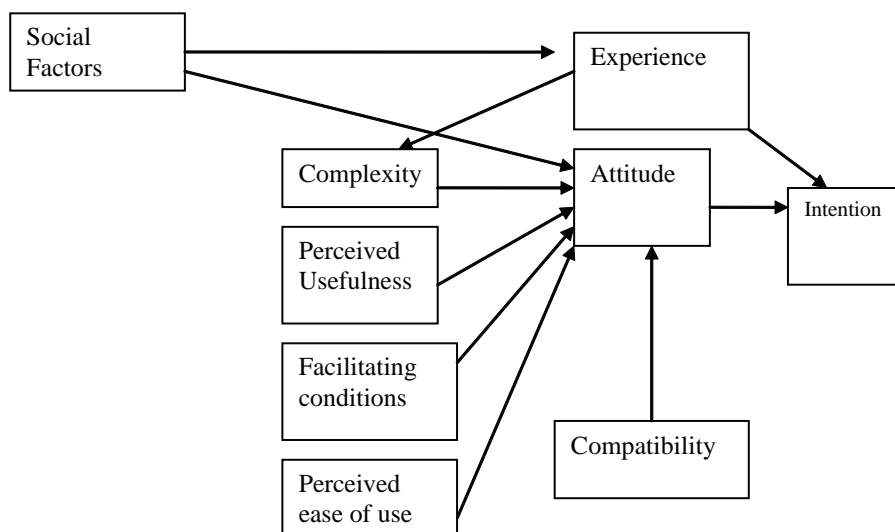 Social
Factors
Experience
Complexity
Attitude
Intention
Perceived
Usefulness
Facilitating
conditions
Compatibility
Perceived
ease of use